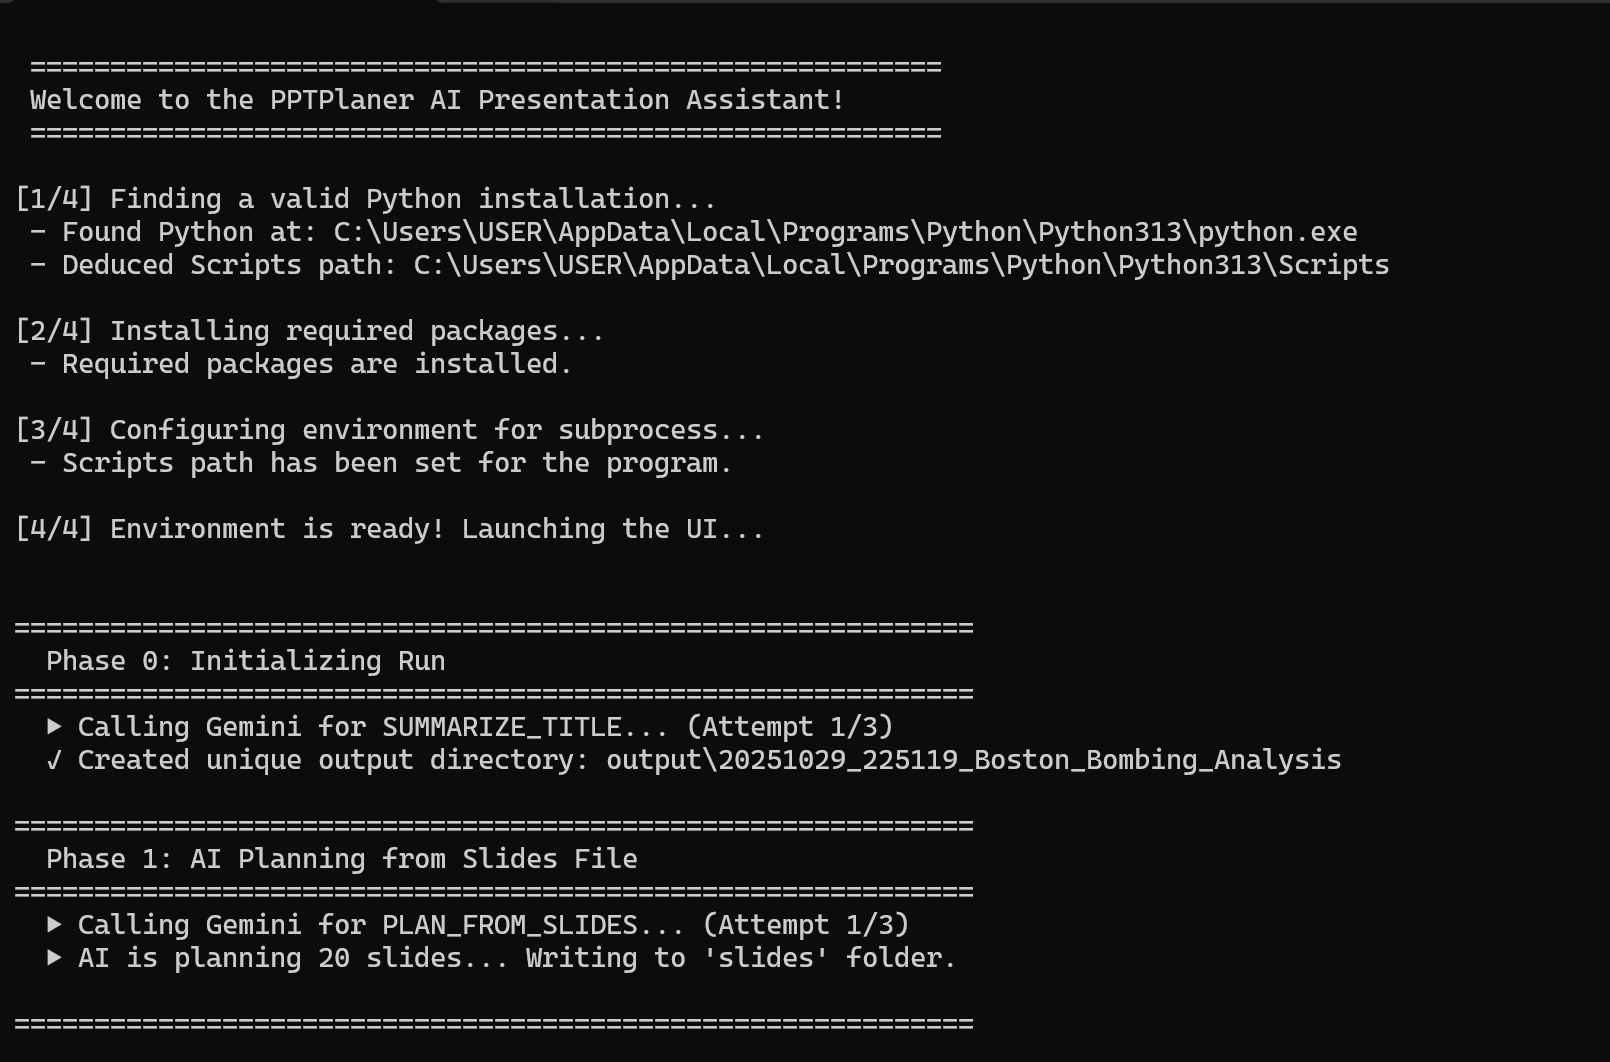 =========================================================
Welcome to the PPTPlaner AI Presentation Assistant!
=========================================================
[1/4] Finding a valid Python installation...
- Found Python at: C:\Users\USER\AppData\Local\Programs\Python\Python313\python.exe
- Deduced Scripts path: C:\Users\USER\AppData\Local\Programs\Python\Python313\Scripts
[2/4] Installing required packages...
- Required packages are installed.
[3/4] Configuring environment for subprocess...
- Scripts path has been set for the program.
[4/4] Environment is ready! Launching the UI...
============================================================
Phase 0: Initializing Run
============================================================
▶ Calling Gemini for SUMMARIZE_TITLE... (Attempt 1/3)
✓ Created unique output directory: output\20251029_225119_Boston_Bombing_Analysis
============================================================
Phase 1: AI Planning from Slides File
============================================================
▶ Calling Gemini for PLAN_FROM_SLIDES... (Attempt 1/3)
▶ AI is planning 20 slides... Writing to 'slides' folder.
============================================================